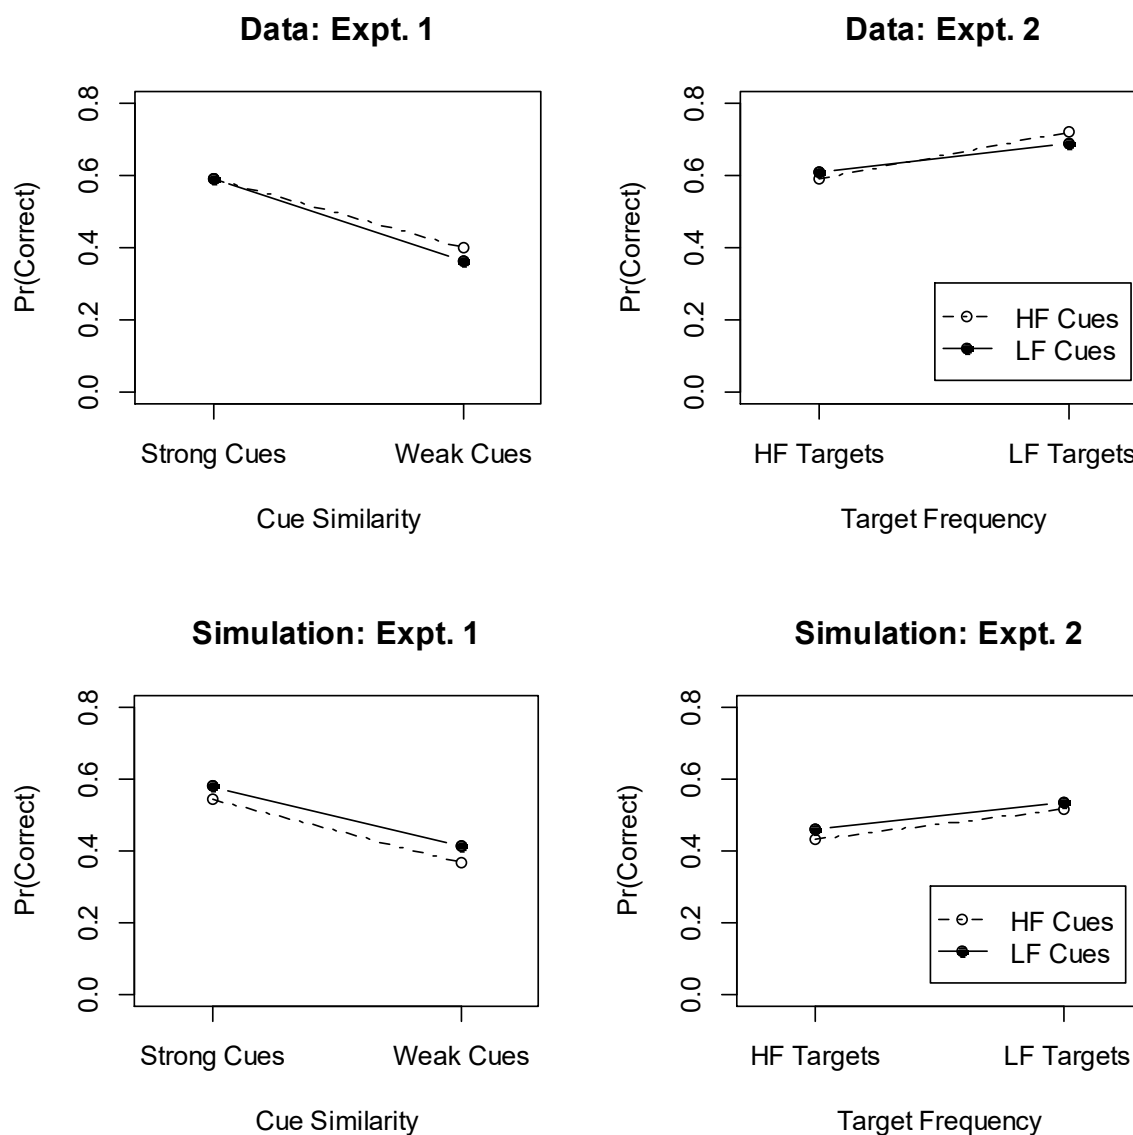 Data: Expt. 1
Pr(Correct)
0.8
0.6
0.4
0.2
0.0
Strong Cues Weak Cues
Cue Similarity
Data: Expt. 2
Pr(Correct)
0.8
0.6
0.4
0.2
0.0
HF Cues
LF Cues
HF Targets LF Targets
Target Frequency
Simulation: Expt. 1
Pr(Correct)
0.8
0.6
0.4
0.2
0.0
Strong Cues Weak Cues
Cue Similarity
Simulation: Expt. 2
Pr(Correct)
0.8
0.6
0.4
0.2
0.0
HF Cues
LF Cues
HF Targets LF Targets
Target Frequency